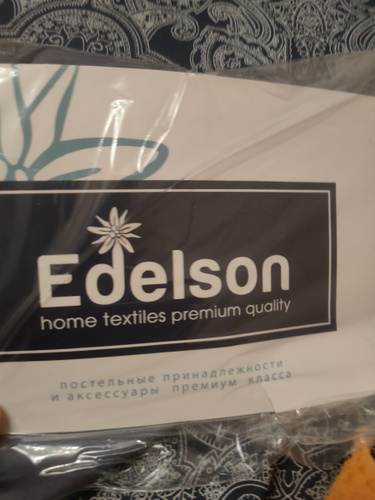 Edelson
home textiles premium quality
постельные принадлежности
и аксессуары премиум класса